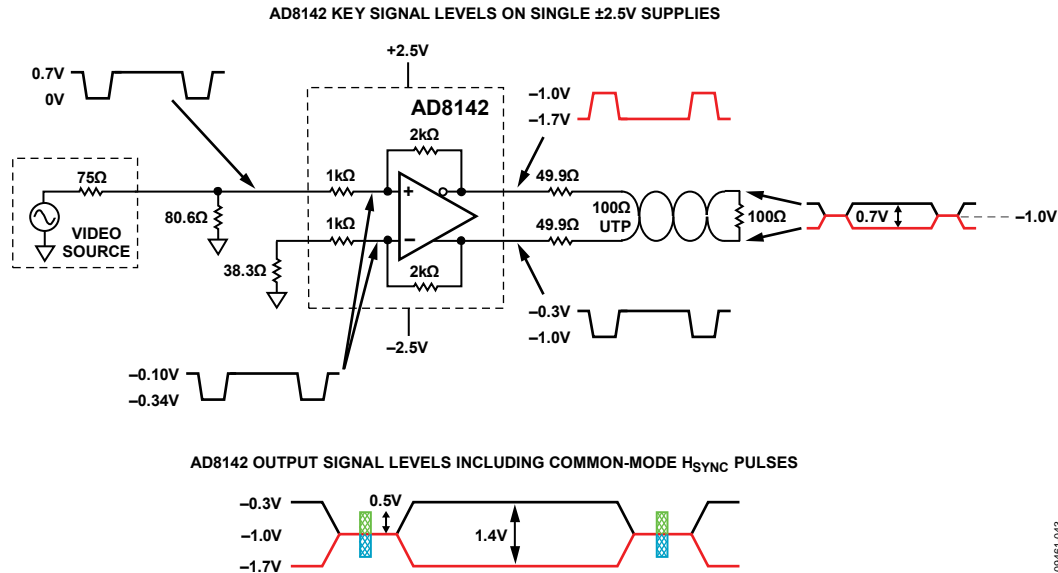 AD8142 KEY SIGNAL LEVELS ON SINGLE ±2.5V SUPPLIES
+2.5V
0.7V
0V
AD8142
–1.0V
–1.7V
2kΩ
75Ω
1kΩ
49.9Ω
+
80.6Ω
VIDEO
SOURCE
1kΩ
100Ω
UTP
49.9Ω
100Ω
0.7V
–1.0V
–
38.3Ω
2kΩ
–0.3V
–1.0V
–2.5V
–0.10V
–0.34V
AD8142 OUTPUT SIGNAL LEVELS INCLUDING COMMON-MODE HSYNC PULSES
–0.3V
0.5V
–1.0V
1.4V
–1.7V